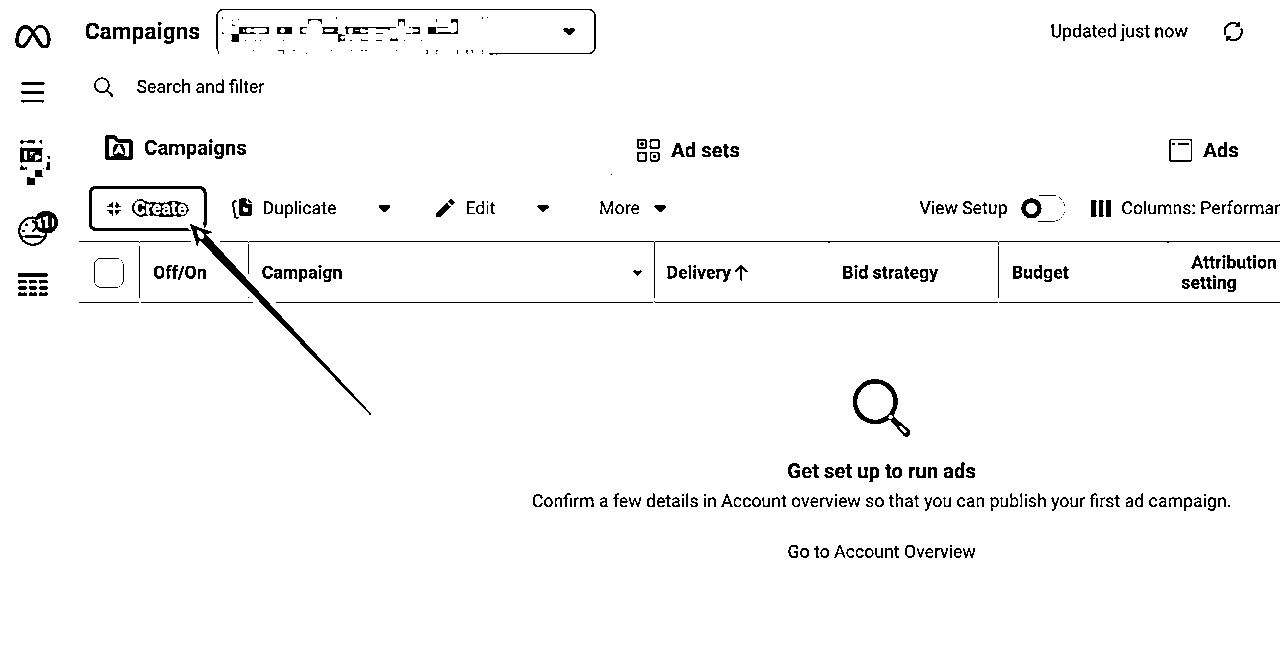 Campaigns
Updated just now
Search and filter
Campaigns
Ad sets
Ads
Create
Duplicate
Edit
More
View Setup
Columns: Performan
Off/On
Campaign
Delivery ↑
Bid strategy
Budget
Attribution
setting
Get set up to run ads
Confirm a few details in Account overview so that you can publish your first ad campaign.
Go to Account Overview